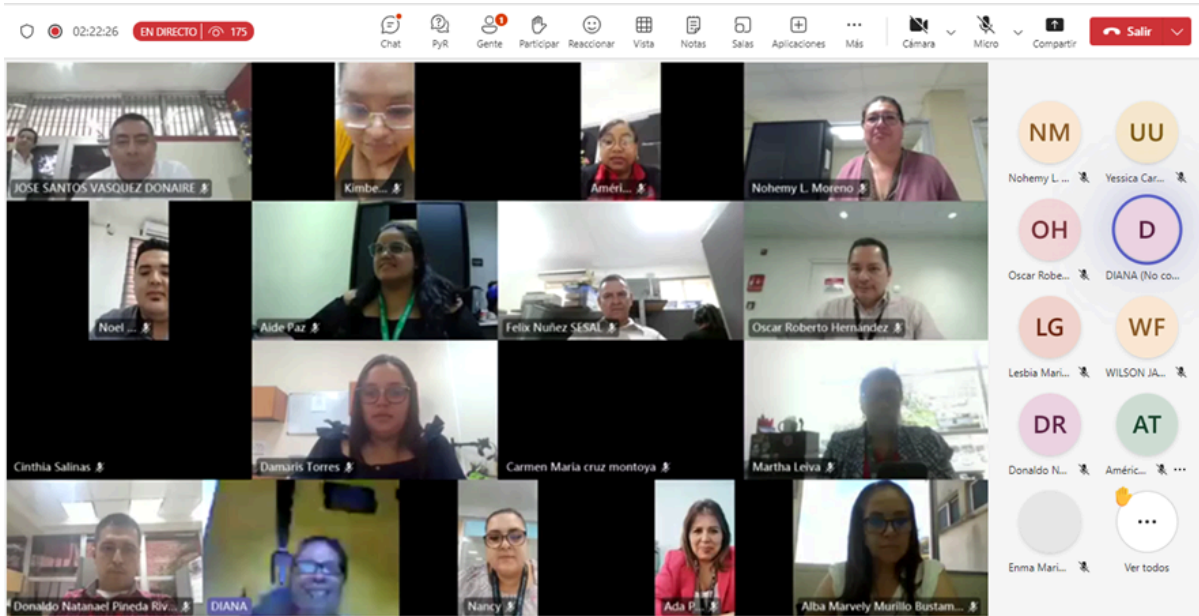 02:22:26 EN DIRECTO 175 Chat PyR Gente 1 Participar Reaccionar Vista Notas Salas Aplicaciones Más Cámara Micro Compartir Salir
JOSE SANTOS VASQUEZ DONAIRE
Kimbe...
Améri...
Nohemy L. Moreno
Noel ...
Aide Paz
Felix Nuñez SESAL
Oscar Roberto Hernández
Cinthia Salinas
Damaris Torres
Carmen Maria cruz montoya
Martha Leiva
Donaldo Natanael Pineda Riv...
DIANA
Nancy
Ada P...
Alba Marvely Murillo Bustam...
NM UU
Nohemy L. ... Yessica Car...
OH D
Oscar Robe... DIANA (No co...
LG WF
Lesbia Mari... WILSON JA...
DR AT
Donaldo N... Améric... ...
...
Enma Mari... Ver todos